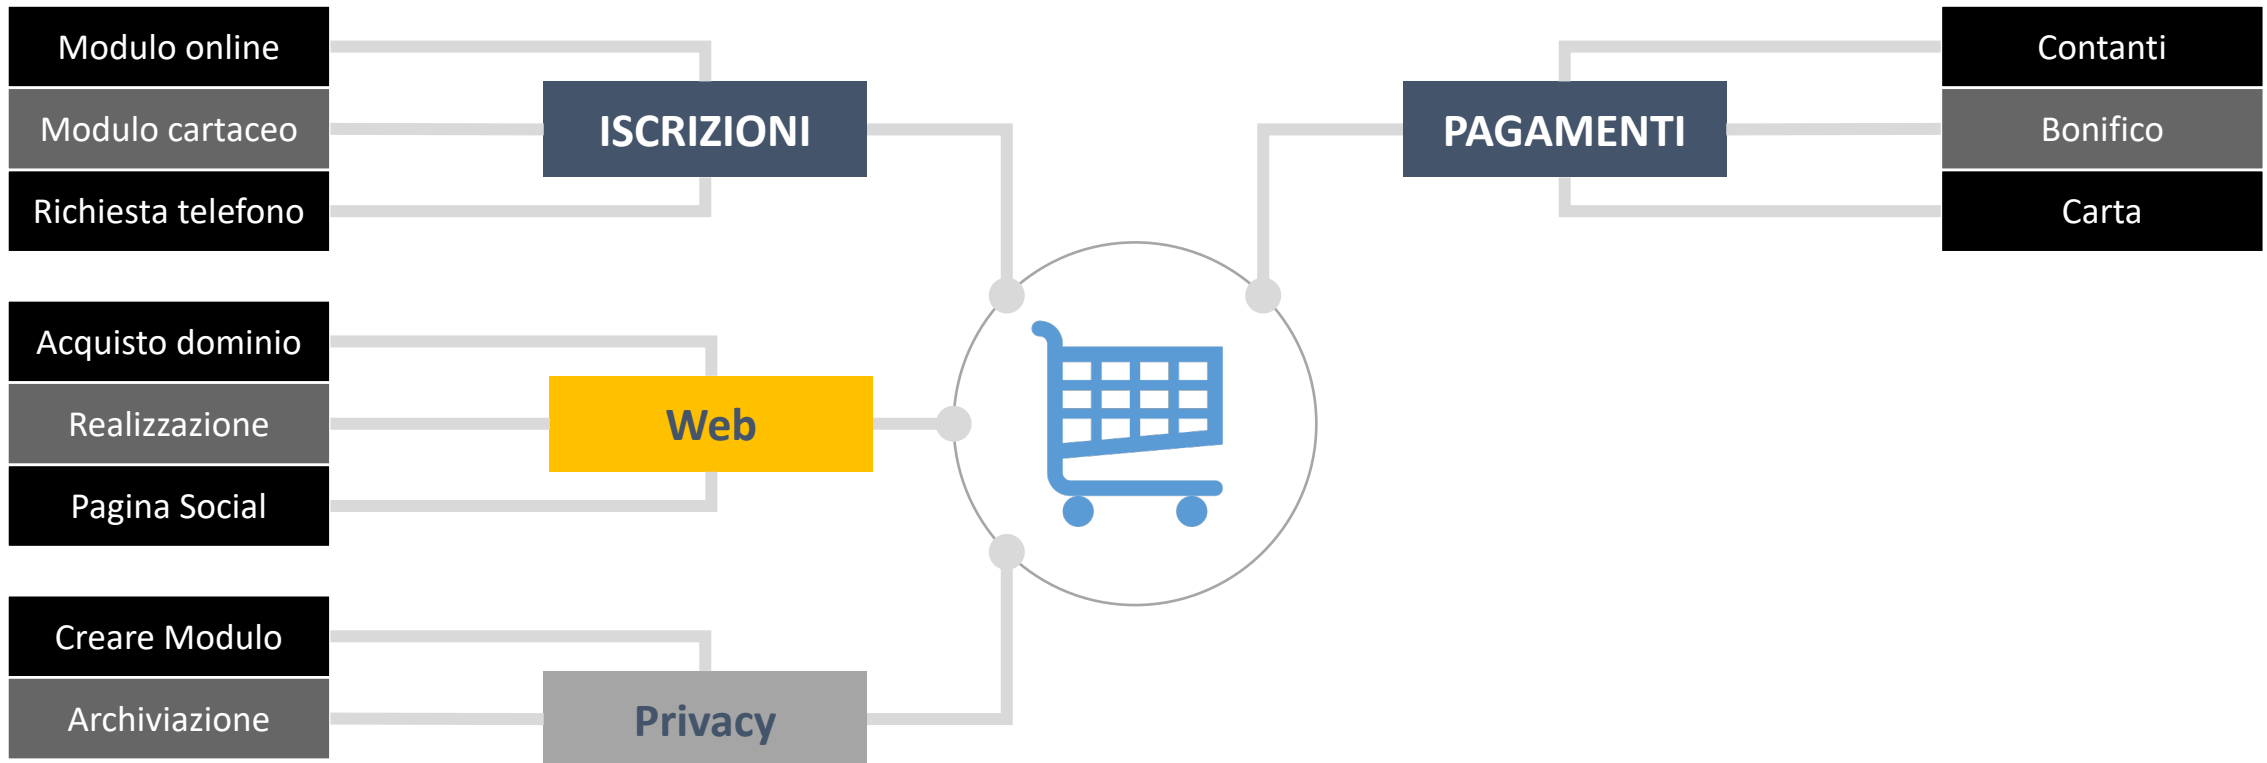 Modulo online
Modulo cartaceo
Richiesta telefono
ISCRIZIONI
PAGAMENTI
Contanti
Bonifico
Carta
Acquisto dominio
Realizzazione
Pagina Social
Web
Creare Modulo
Archiviazione
Privacy